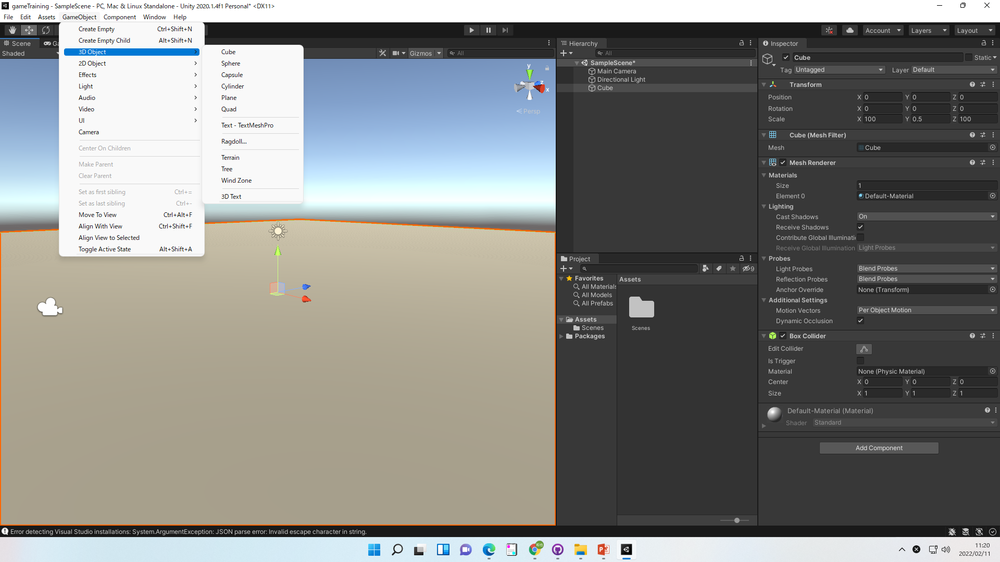 gameTraining - SampleScene - PC, Mac & Linux Standalone - Unity 2020.1.4f1 Personal* <DX11>
File Edit Assets GameObject Component Window Help
Account Layers Layout
Scene
Shaded
Gizmos
All
y
z
x
Persp
Create Empty Ctrl+Shift+N
Create Empty Child Alt+Shift+N
3D Object
2D Object
Effects
Light
Audio
Video
UI
Camera
Center On Children
Make Parent
Clear Parent
Set as first sibling Ctrl+=
Set as last sibling Ctrl+-
Move To View Ctrl+Alt+F
Align With View Ctrl+Shift+F
Align View to Selected
Toggle Active State Alt+Shift+A
Cube
Sphere
Capsule
Cylinder
Plane
Quad
Text - TextMeshPro
Ragdoll...
Terrain
Tree
Wind Zone
3D Text
Hierarchy
All
SampleScene*
Main Camera
Directional Light
Cube
Project
9
Favorites
All Materials
All Models
All Prefabs
Assets
Scenes
Packages
Assets
Scenes
Inspector
Cube Static
Tag Untagged Layer Default
Transform
Position X 0 Y 0 Z 0
Rotation X 0 Y 0 Z 0
Scale X 100 Y 0.5 Z 100
Cube (Mesh Filter)
Mesh Cube
Mesh Renderer
Materials
Size 1
Element 0 Default-Material
Lighting
Cast Shadows On
Receive Shadows
Contribute Global Illuminati
Receive Global Illumination Light Probes
Probes
Light Probes Blend Probes
Reflection Probes Blend Probes
Anchor Override None (Transform)
Additional Settings
Motion Vectors Per Object Motion
Dynamic Occlusion
Box Collider
Edit Collider
Is Trigger
Material None (Physic Material)
Center X 0 Y 0 Z 0
Size X 1 Y 1 Z 1
Default-Material (Material)
Shader Standard
Add Component
Error detecting Visual Studio installations: System.ArgumentException: JSON parse error: Invalid escape character in string.
11:20
2022/02/11